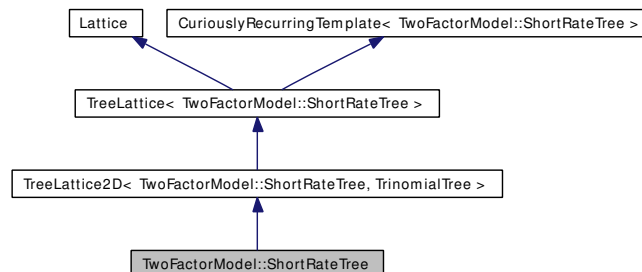 Lattice
CuriouslyRecurringTemplate< TwoFactorModel::ShortRateTree >
TreeLattice< TwoFactorModel::ShortRateTree >
TreeLattice2D< TwoFactorModel::ShortRateTree, TrinomialTree >
TwoFactorModel::ShortRateTree